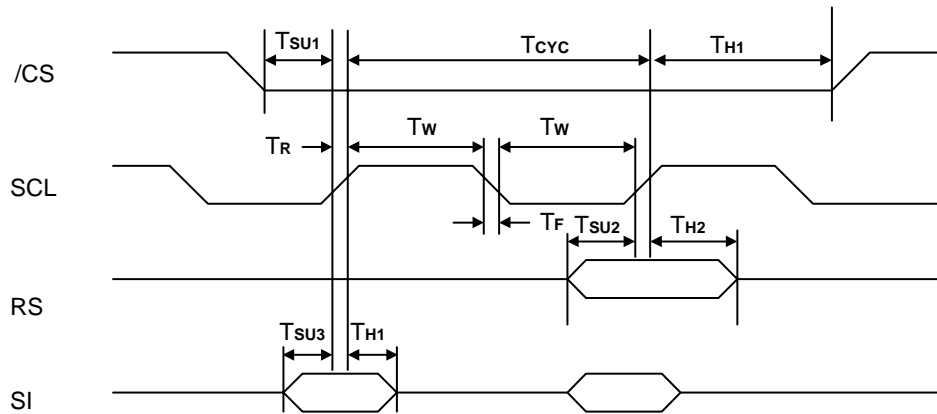 TSU1 TCYC TH1
/CS
TR TW TW
SCL
TF TSU2 TH2
RS
TSU3 TH1
SI